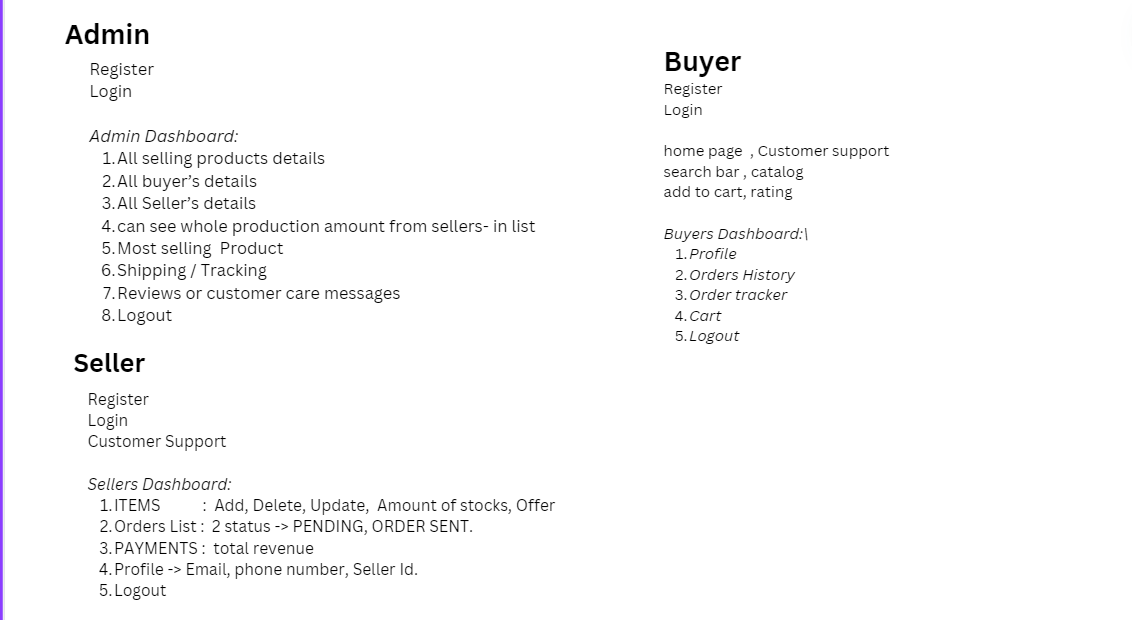 Admin
Register
Login
Admin Dashboard:
1.All selling products details
2.All buyer's details
3.All Seller's details
4.can see whole production amount from sellers- in list
5.Most selling  Product
6.Shipping / Tracking
7.Reviews or customer care messages
8.Logout
Seller
Register
Login
Customer Support
Sellers Dashboard:
1.ITEMS : Add, Delete, Update,  Amount of stocks, Offer
2.Orders List : 2 status -> PENDING, ORDER SENT.
3.PAYMENTS : total revenue
4.Profile -> Email, phone number, Seller Id.
5.Logout
Buyer
Register
Login
home page  , Customer support
search bar , catalog
add to cart, rating
Buyers Dashboard:\
1.Profile
2.Orders History
3.Order tracker
4.Cart
5.Logout